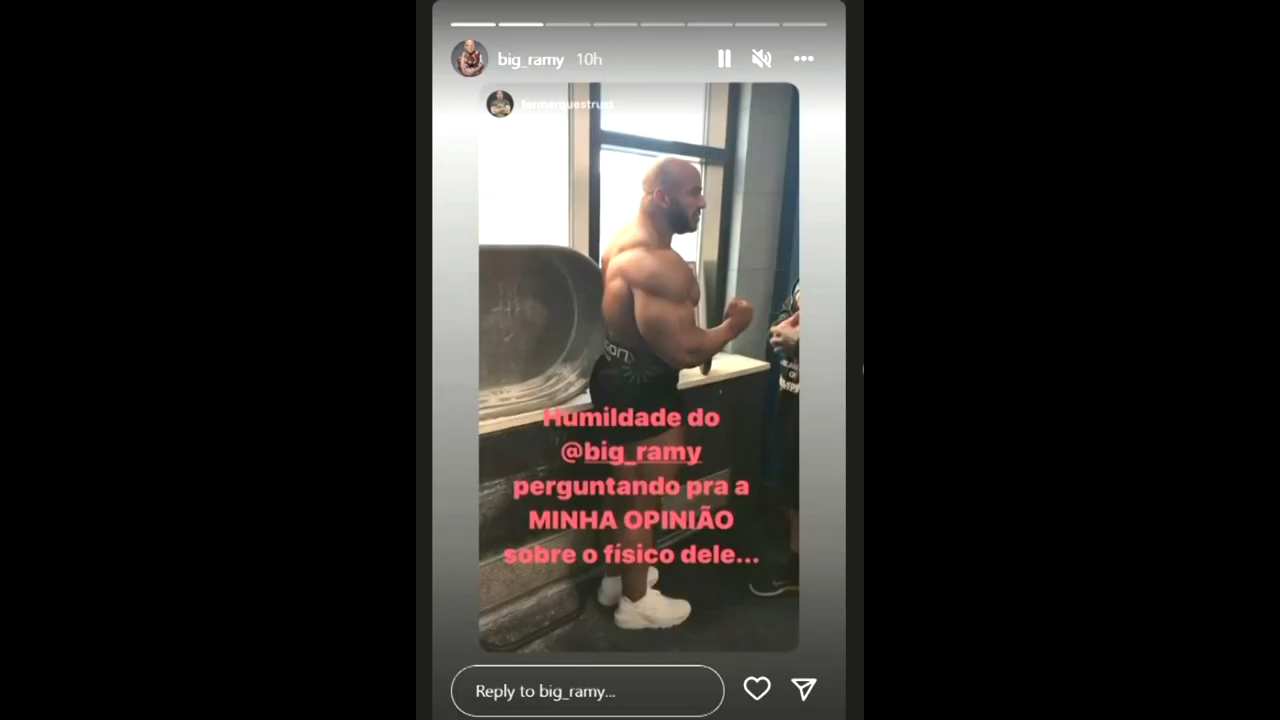 big_ramy 10h
Humildade do
@big_ramy
perguntando pra a
MINHA OPINIÃO
sobre o físico dele...
Reply to big_ramy...